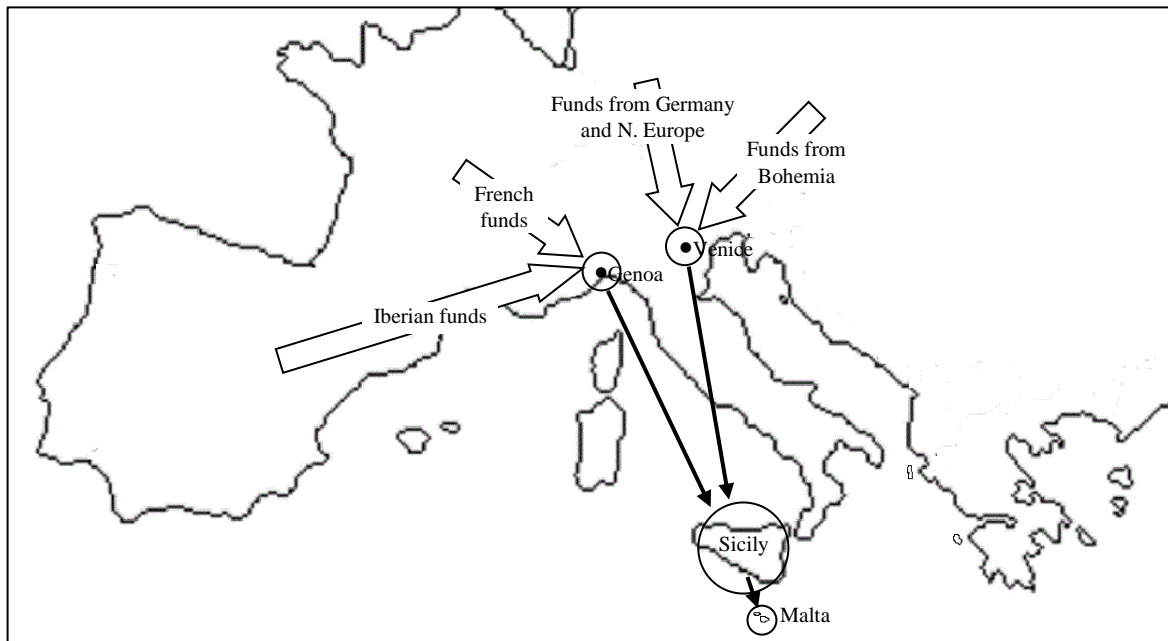 Funds from Germany
and N. Europe
Funds from
Bohemia
French
funds
Venice
Genoa
Iberian funds
Sicily
Malta